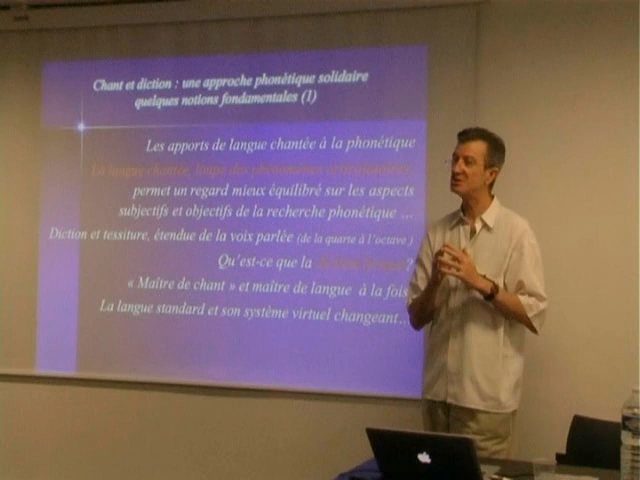 Chant et diction : une approche phonétique solidaire
quelques notions fondamentales (1)
Les apports de langue chantée à la phonétique
La langue chantée, loupe des phénomènes
permet un regard mieux équilibré sur les aspects
subjectifs et objectifs de la recherche phonétique ...
Diction et tessiture, étendue de la voix parlée (de la quarte à l'octave )
Qu'est-ce que la diction lyrique?
« Maître de chant » et maître de langue à la fois
La langue standard et son système virtuel changeant...